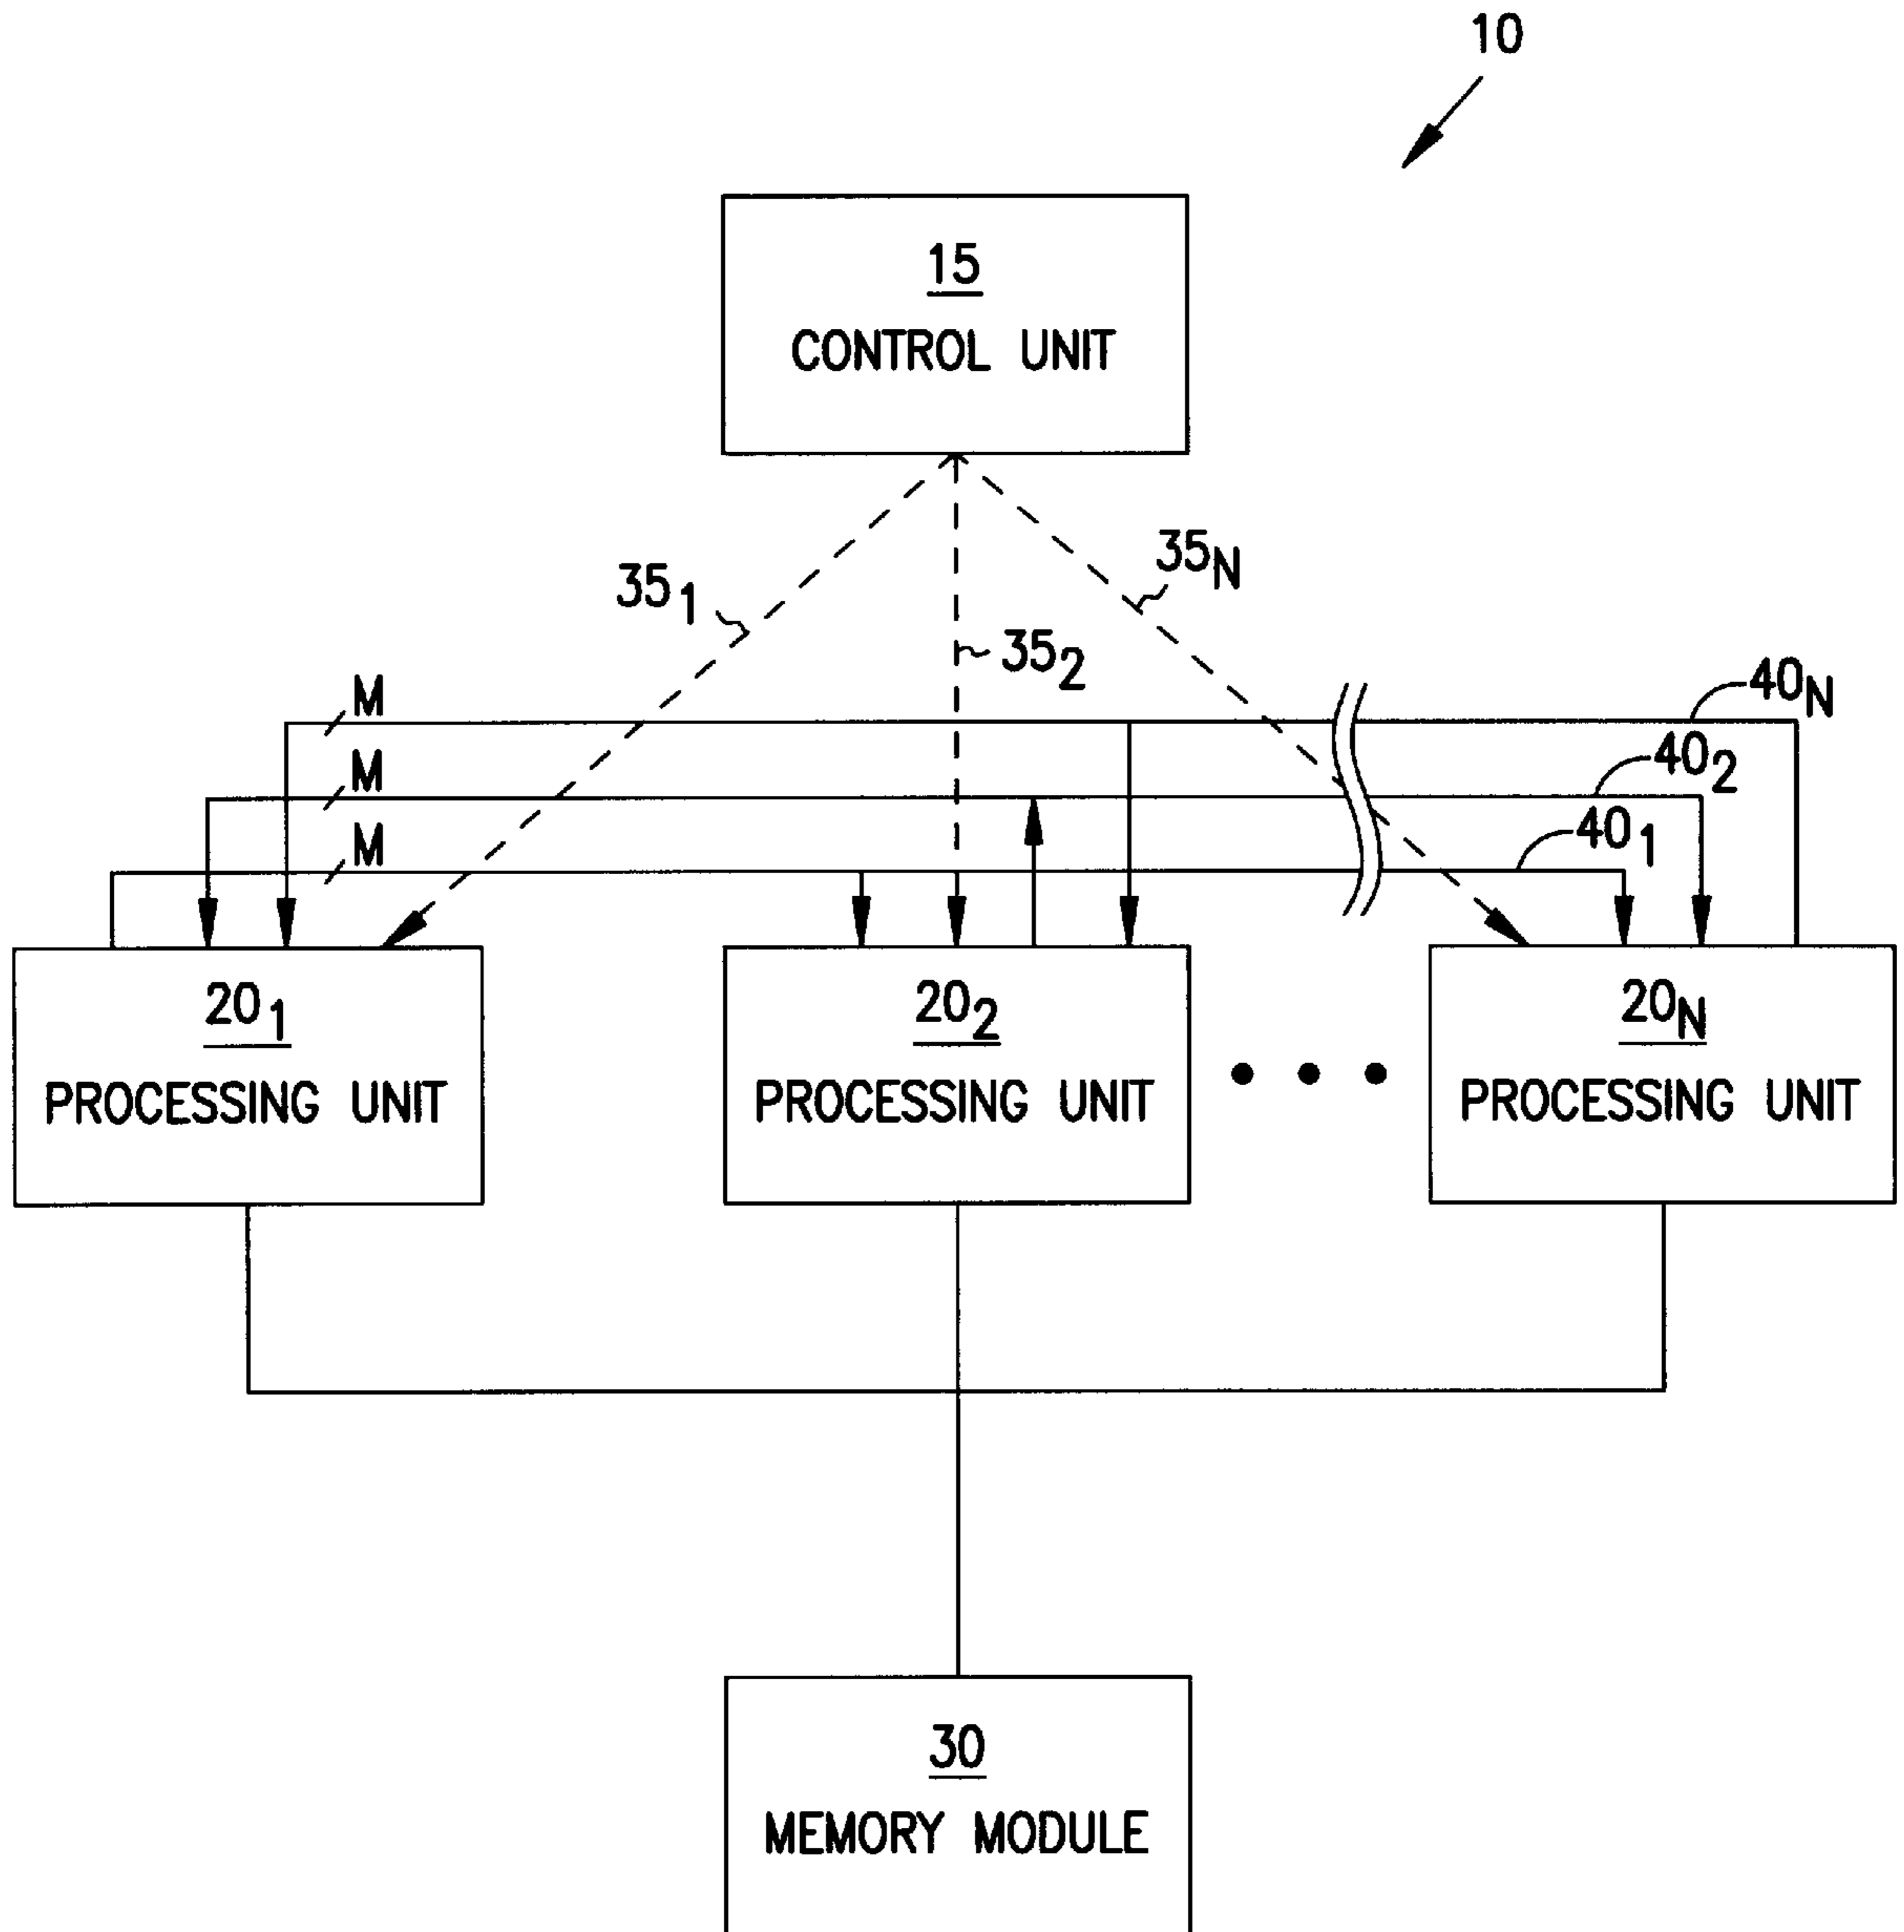 10
15
CONTROL UNIT
35N
351
352
M
40N
M
402
M
401
201
PROCESSING UNIT
202
PROCESSING UNIT
20N
PROCESSING UNIT
30
MEMORY MODULE